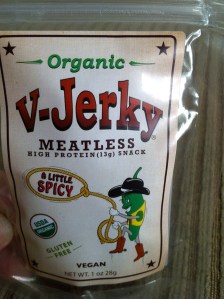 Organic
V-Jerky
MEATLESS
HIGH PROTEIN (13g) SNACK
A LITTLE
SPICY
USDA
ORGANIC
GLUTEN
FREE
VEGAN
NET WT. 1 oz 28g